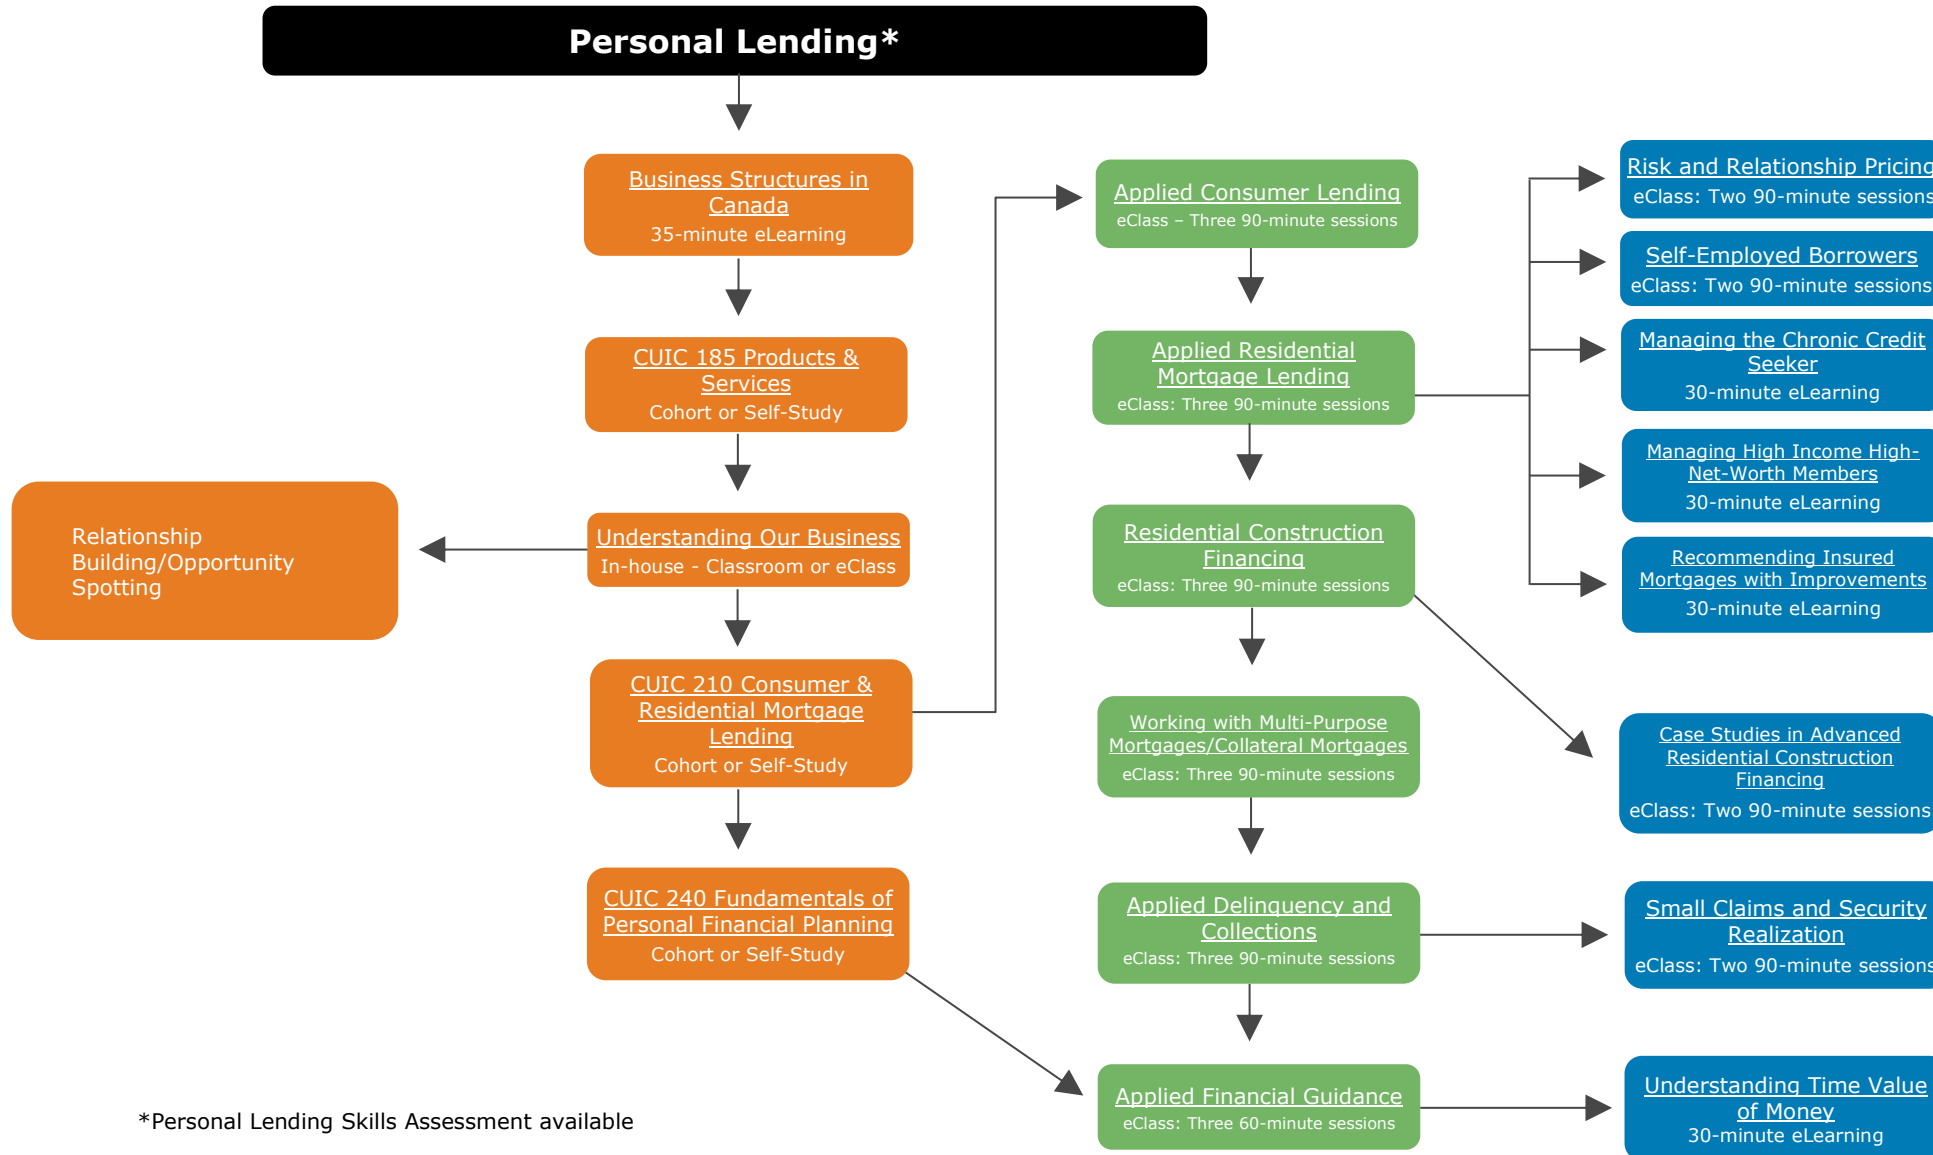 Personal Lending*
Business Structures in
Canada
35-minute eLearning
CUIC 185 Products &
Services
Cohort or Self-Study
Relationship
Building/Opportunity
Spotting
Understanding Our Business
In-house - Classroom or eClass
CUIC 210 Consumer &
Residential Mortgage
Lending
Cohort or Self-Study
CUIC 240 Fundamentals of
Personal Financial Planning
Cohort or Self-Study
Applied Consumer Lending
eClass – Three 90-minute sessions
Applied Residential
Mortgage Lending
eClass: Three 90-minute sessions
Residential Construction
Financing
eClass: Three 90-minute sessions
Working with Multi-Purpose
Mortgages/Collateral Mortgages
eClass: Three 90-minute sessions
Applied Delinquency and
Collections
eClass: Three 90-minute sessions
Applied Financial Guidance
eClass: Three 60-minute sessions
Risk and Relationship Pricing
eClass: Two 90-minute sessions
Self-Employed Borrowers
eClass: Two 90-minute sessions
Managing the Chronic Credit
Seeker
30-minute eLearning
Managing High Income High-
Net-Worth Members
30-minute eLearning
Recommending Insured
Mortgages with Improvements
30-minute eLearning
Case Studies in Advanced
Residential Construction
Financing
eClass: Two 90-minute sessions
Small Claims and Security
Realization
eClass: Two 90-minute sessions
Understanding Time Value
of Money
30-minute eLearning
*Personal Lending Skills Assessment available